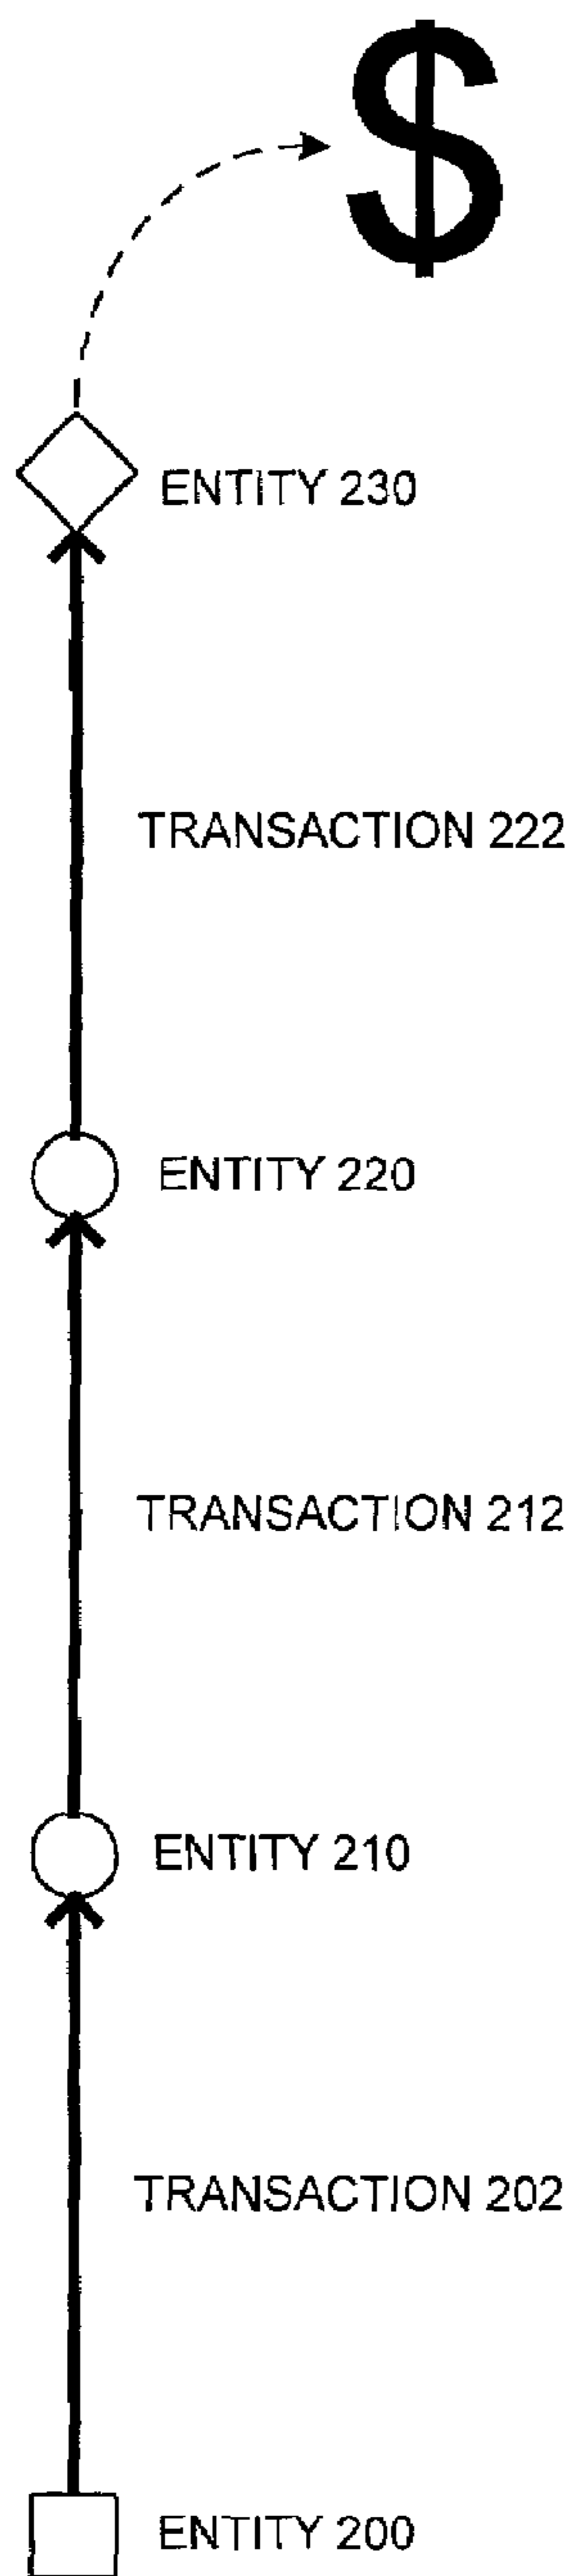 $
ENTITY 230
TRANSACTION 222
ENTITY 220
TRANSACTION 212
ENTITY 210
TRANSACTION 202
ENTITY 200